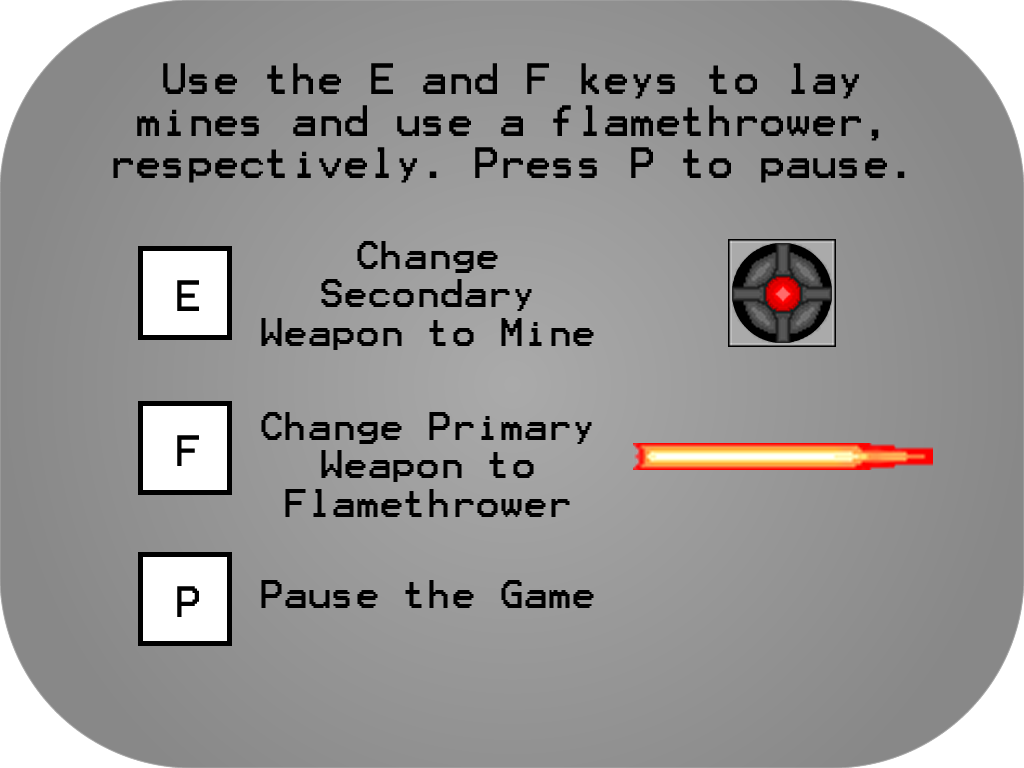 Use the E and F keys to lay
mines and use a flamethrower,
respectively. Press P to pause.
E
Change
Secondary
Weapon to Mine
F
Change Primary
Weapon to
Flamethrower
P
Pause the Game